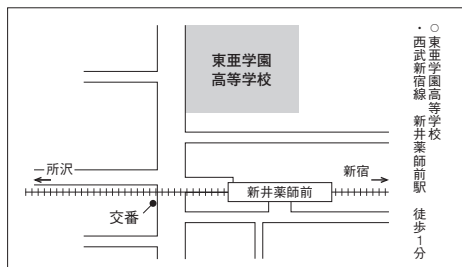 ○東亜学園高等学校
・西武新宿線 新井薬師前駅 徒歩1分
東亜学園
高等学校
所沢
新宿
新井薬師前
交番